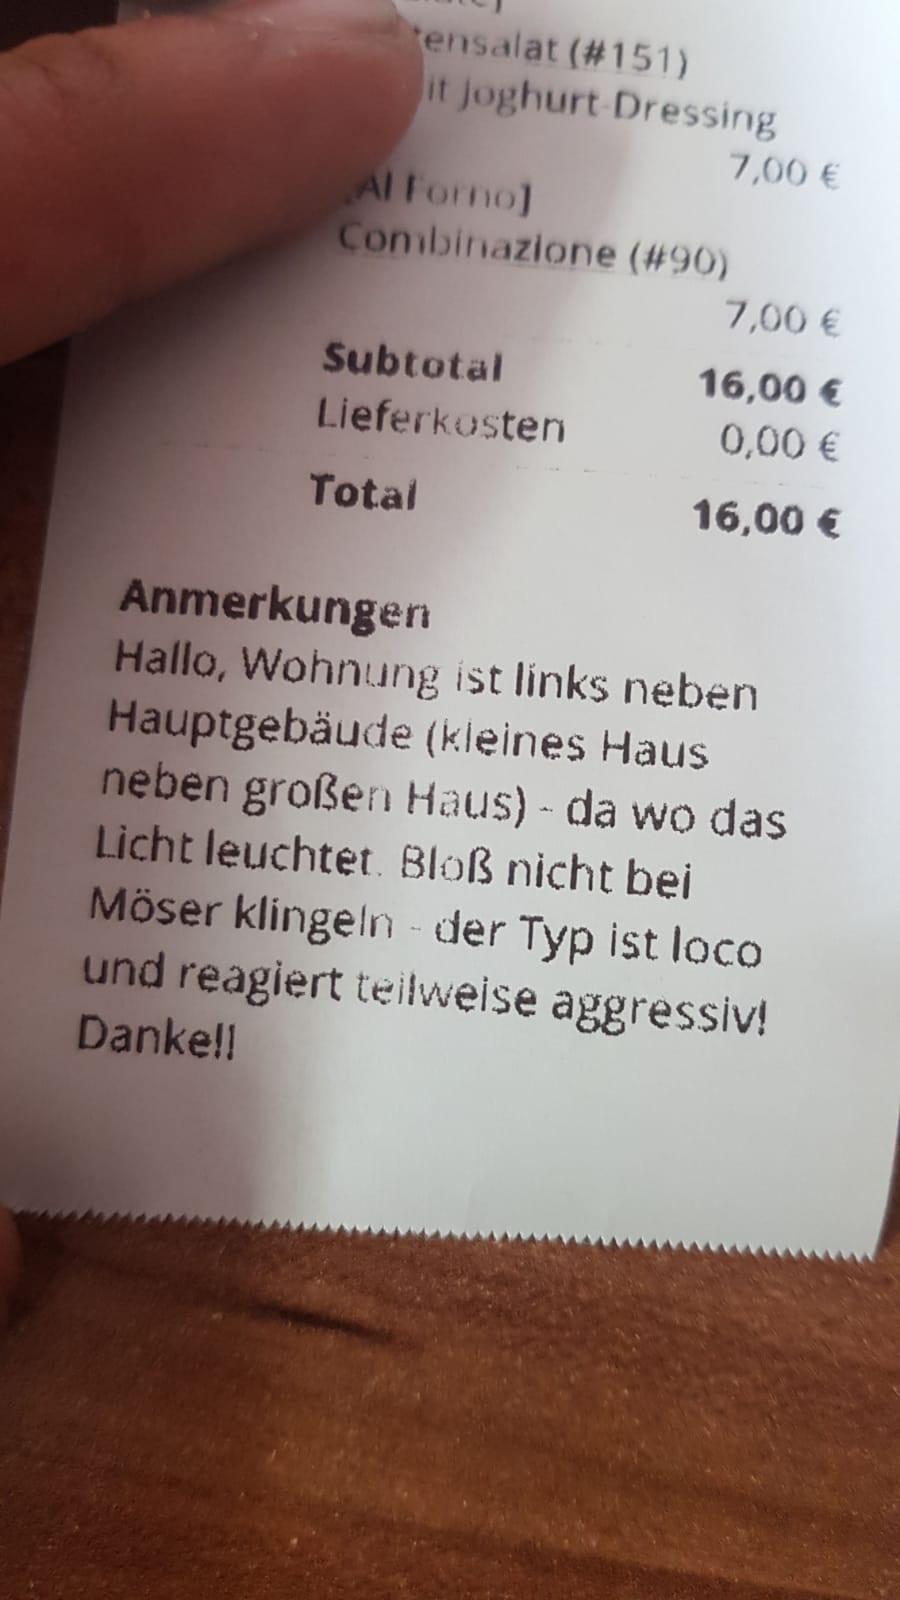 (#151)
Joghurt-Dressing
7,00 €
Al Forno]
Combinazione (#90)
7,00 €
Subtotal 16,00 €
Lieferkosten 0,00 €
Total 16,00 €
Anmerkungen
Hallo, Wohnung ist links neben
Hauptgebäude (kleines Haus
neben großen Haus) - da wo das
Licht leuchtet. Bloß nicht bei
Möser klingeln - der Typ ist loco
und reagiert teilweise aggressiv!
Danke!!